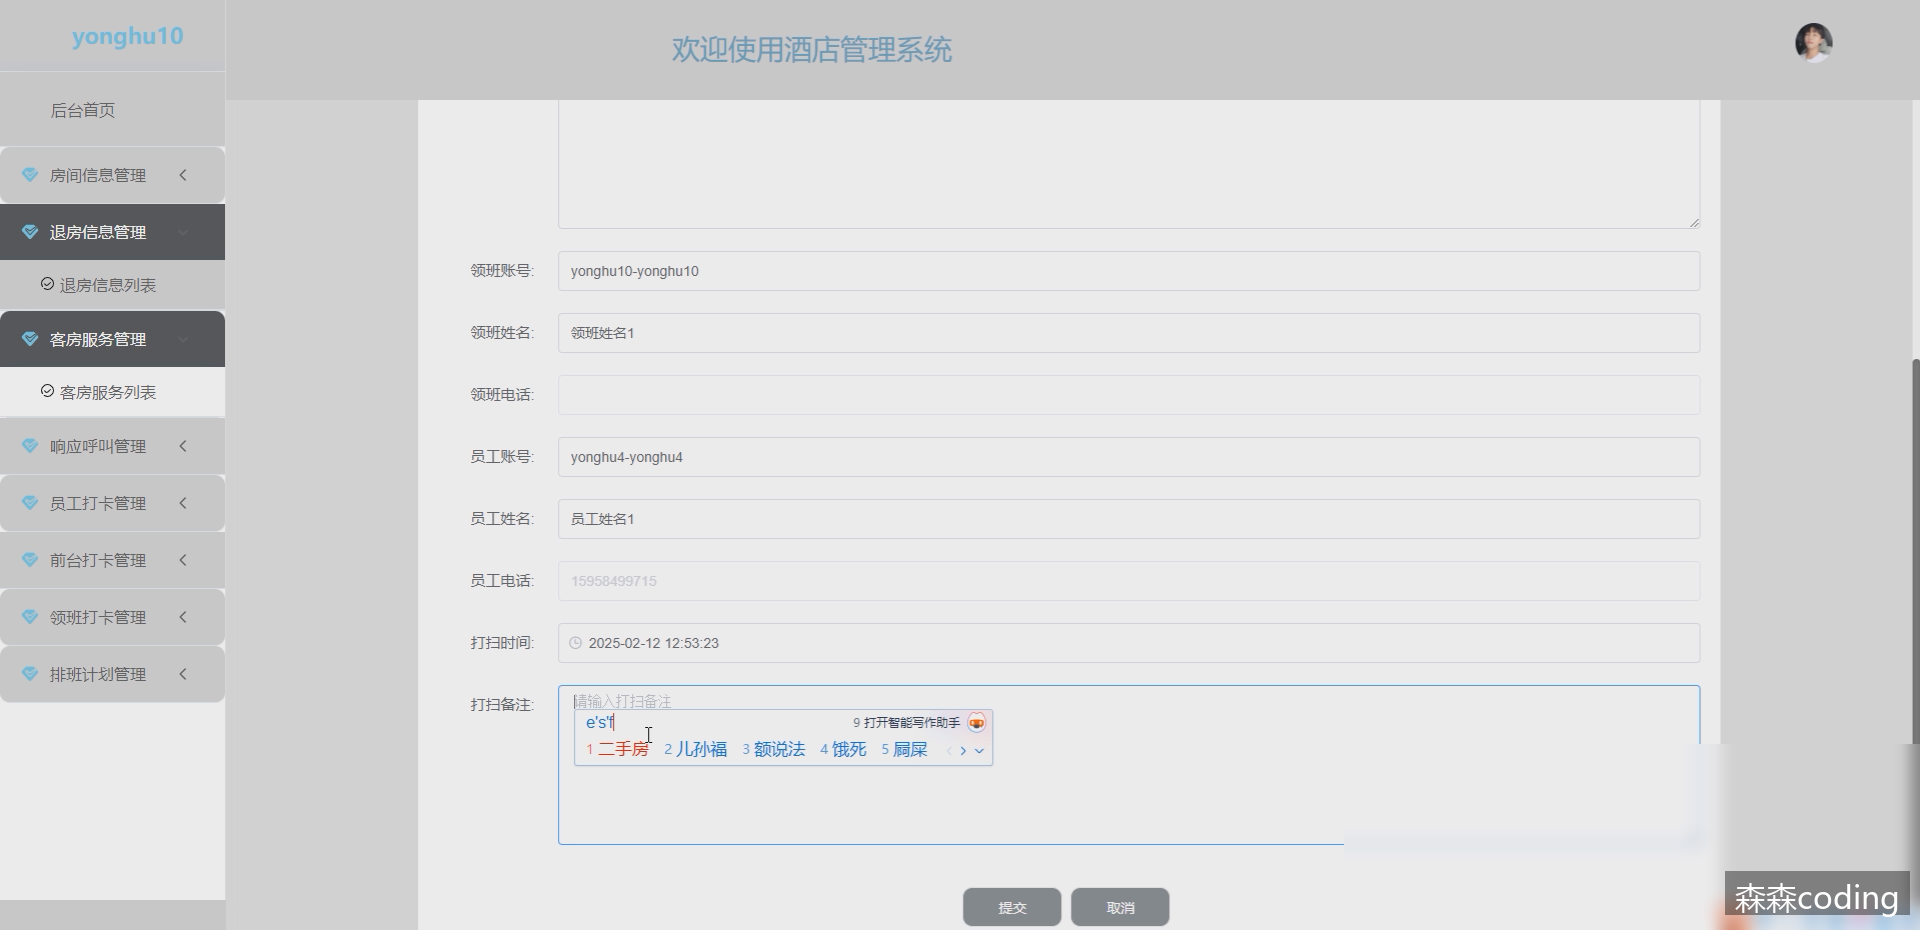 yonghu10
欢迎使用酒店管理系统
后台首页
房间信息管理
退房信息管理
退房信息列表
客房服务管理
客房服务列表
响应呼叫管理
员工打卡管理
前台打卡管理
领班打卡管理
排班计划管理
领班账号: yonghu10-yonghu10
领班姓名: 领班姓名1
领班电话:
员工账号: yonghu4-yonghu4
员工姓名: 员工姓名1
员工电话: 15958499715
打扫时间: 2025-02-12 12:53:23
打扫备注: 请输入打扫备注
e's'f 9 打开智能写作助手
1 二手房 2 儿孙福 3 额说法 4 饿死 5 屙屎
提交 取消
森森coding